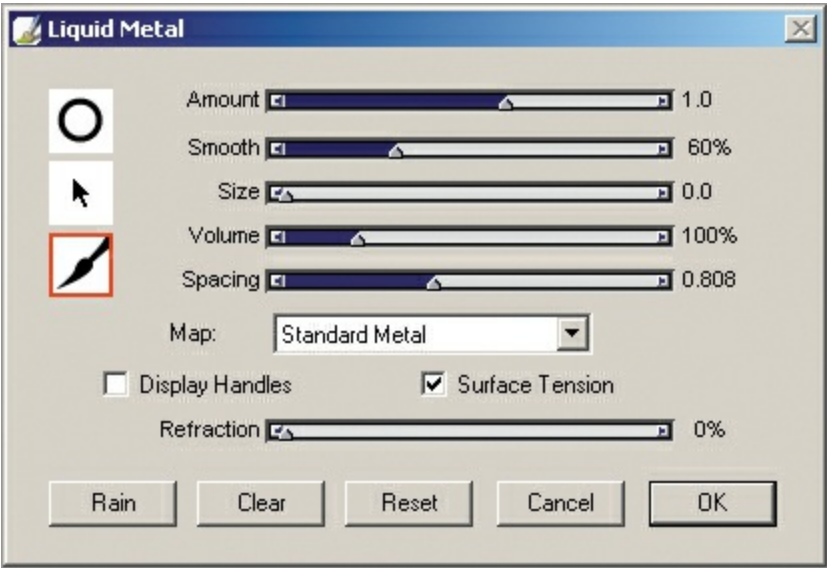 Liquid Metal
Amount 1.0
Smooth 60%
Size 0.0
Volume 100%
Spacing 0.808
Map: Standard Metal
Display Handles Surface Tension
Refraction 0%
Rain Clear Reset Cancel OK